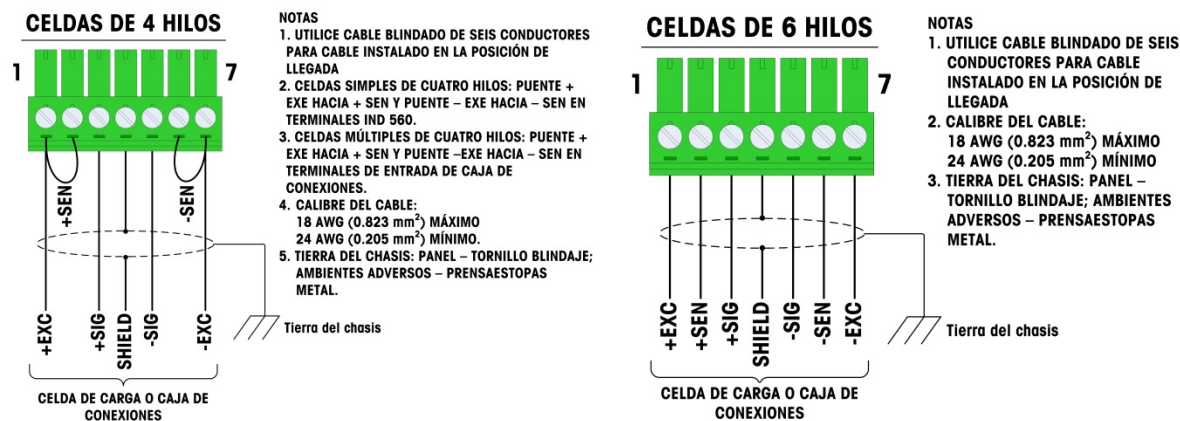 CELDAS DE 4 HILOS
1
7
+SEN
-SEN
+EXC
+SIG
SHIELD
-SIG
-EXC
Tierra del chasis
CELDA DE CARGA O CAJA DE
CONEXIONES
NOTAS
1. UTILICE CABLE BLINDADO DE SEIS CONDUCTORES
PARA CABLE INSTALADO EN LA POSICIÓN DE
LLEGADA
2. CELDAS SIMPLES DE CUATRO HILOS: PUENTE +
EXE HACIA + SEN Y PUENTE – EXE HACIA – SEN EN
TERMINALES IND 560.
3. CELDAS MÚLTIPLES DE CUATRO HILOS: PUENTE +
EXE HACIA + SEN Y PUENTE –EXE HACIA – SEN EN
TERMINALES DE ENTRADA DE CAJA DE
CONEXIONES.
4. CALIBRE DEL CABLE:
18 AWG (0.823 mm²) MÁXIMO
24 AWG (0.205 mm²) MÍNIMO.
5. TIERRA DEL CHASIS: PANEL – TORNILLO BLINDAJE;
AMBIENTES ADVERSOS – PRENSAESTOPAS
METAL.
CELDAS DE 6 HILOS
1
7
+EXC
+SEN
+SIG
SHIELD
-SIG
-SEN
-EXC
Tierra del chasis
CELDA DE CARGA O CAJA DE
CONEXIONES
NOTAS
1. UTILICE CABLE BLINDADO DE SEIS
CONDUCTORES PARA CABLE
INSTALADO EN LA POSICIÓN DE
LLEGADA
2. CALIBRE DEL CABLE:
18 AWG (0.823 mm²) MÁXIMO
24 AWG (0.205 mm²) MÍNIMO
3. TIERRA DEL CHASIS: PANEL –
TORNILLO BLINDAJE; AMBIENTES
ADVERSOS – PRENSAESTOPAS
METAL.